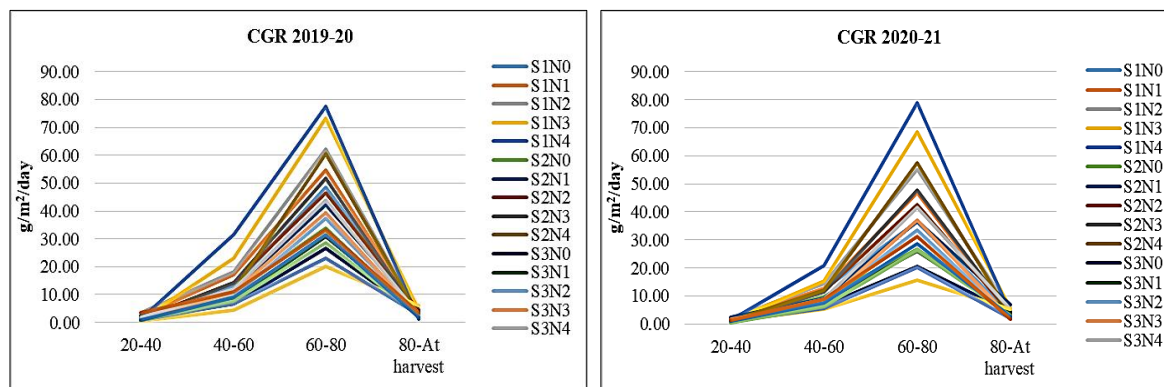 CGR 2019-20
90.00
80.00
70.00
60.00
50.00
40.00
30.00
20.00
10.00
0.00
g/m²/day
20-40
40-60
60-80
80-At
harvest
S1N0
S1N1
S1N2
S1N3
S1N4
S2N0
S2N1
S2N2
S2N3
S2N4
S3N0
S3N1
S3N2
S3N3
S3N4
CGR 2020-21
90.00
80.00
70.00
60.00
50.00
40.00
30.00
20.00
10.00
0.00
g/m²/day
20-40
40-60
60-80
80-At
harvest
S1N0
S1N1
S1N2
S1N3
S1N4
S2N0
S2N1
S2N2
S2N3
S2N4
S3N0
S3N1
S3N2
S3N3
S3N4